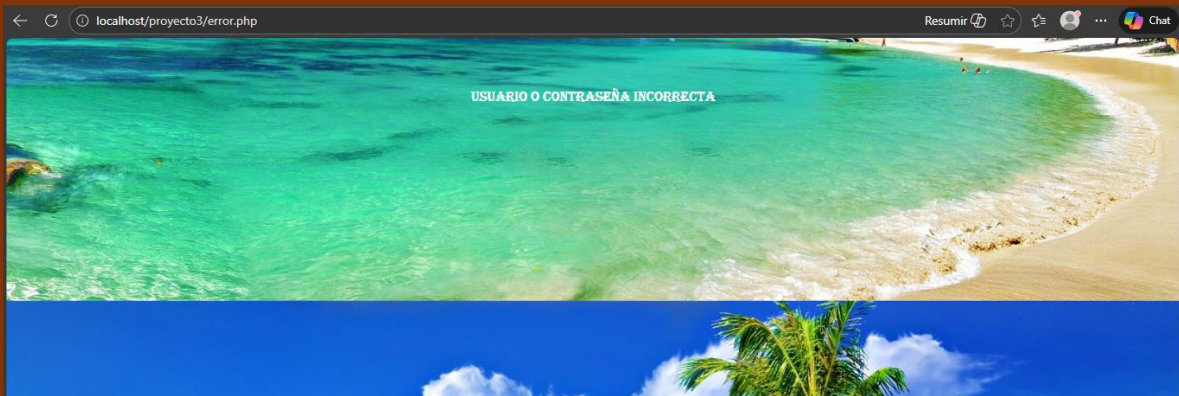 localhost/proyecto3/error.php
Resumir
Chat
USUARIO O CONTRASEÑA INCORRECTA